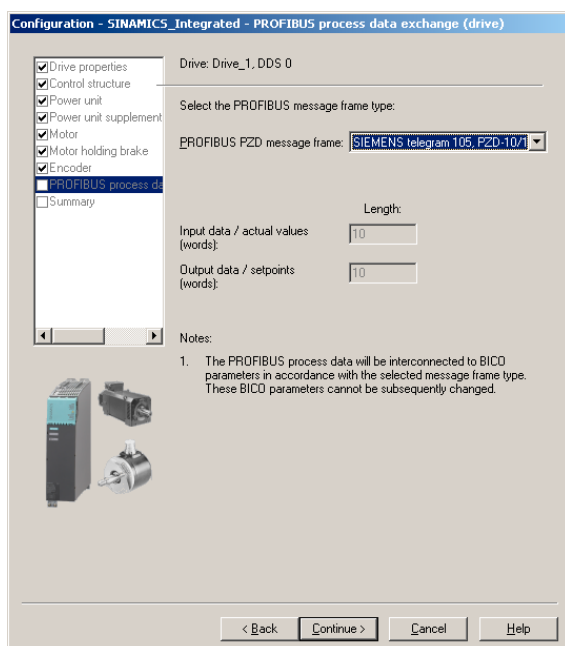 Configuration - SINAMICS_Integrated - PROFIBUS process data exchange (drive)
Drive properties
Control structure
Power unit
Power unit supplement
Motor
Motor holding brake
Encoder
PROFIBUS process da
Summary
Drive: Drive_1, DDS 0
Select the PROFIBUS message frame type:
PROFIBUS PZD message frame: SIEMENS telegram 105, PZD-10/1
Length:
Input data / actual values
(words): 10
Output data / setpoints
(words): 10
Notes:
1. The PROFIBUS process data will be interconnected to BICO
parameters in accordance with the selected message frame type.
These BICO parameters cannot be subsequently changed.
< Back Continue > Cancel Help